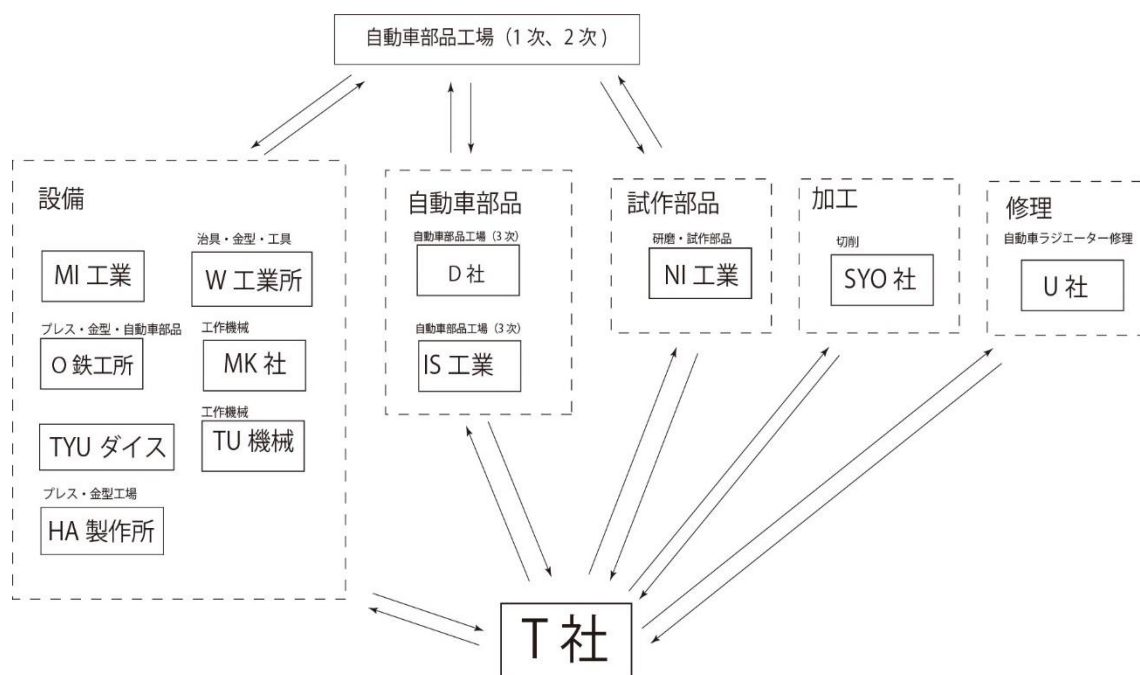 自動車部品工場（1 次、2 次 )
設備
MI 工業
治具・金型・工具
W 工業所
プレス・金型・自動車部品
O 鉄工所
工作機械
MK 社
TYU ダイス
工作機械
TU 機械
プレス・金型工場
HA 製作所
自動車部品
自動車部品工場（3 次）
D 社
自動車部品工場（3 次）
IS 工業
試作部品
研磨・試作部品
NI 工業
加工
切削
SYO 社
修理
自動車ラジエーター修理
U 社
T 社